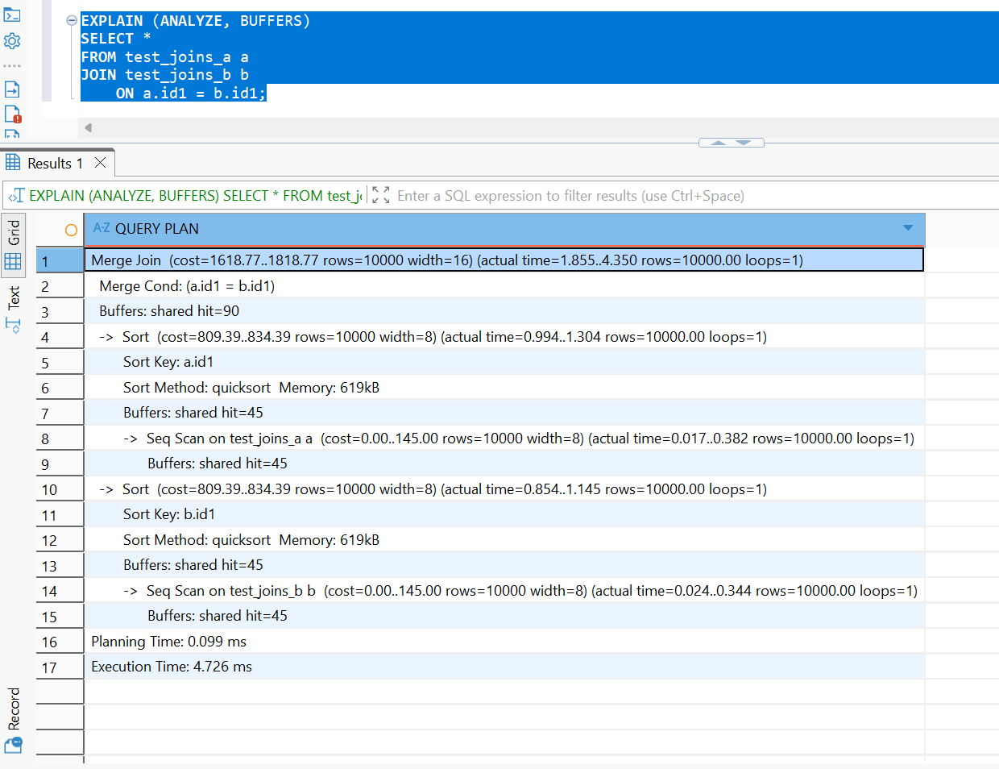 EXPLAIN (ANALYZE, BUFFERS)
SELECT *
FROM test_joins_a a
JOIN test_joins_b b
ON a.id1 = b.id1;
Results 1
EXPLAIN (ANALYZE, BUFFERS) SELECT * FROM test_jo
Enter a SQL expression to filter results (use Ctrl+Space)
Grid
Text
Record
A-Z QUERY PLAN
1 Merge Join (cost=1618.77..1818.77 rows=10000 width=16) (actual time=1.855..4.350 rows=10000.00 loops=1)
2 Merge Cond: (a.id1 = b.id1)
3 Buffers: shared hit=90
4 -> Sort (cost=809.39..834.39 rows=10000 width=8) (actual time=0.994..1.304 rows=10000.00 loops=1)
5 Sort Key: a.id1
6 Sort Method: quicksort Memory: 619kB
7 Buffers: shared hit=45
8 -> Seq Scan on test_joins_a a (cost=0.00..145.00 rows=10000 width=8) (actual time=0.017..0.382 rows=10000.00 loops=1)
9 Buffers: shared hit=45
10 -> Sort (cost=809.39..834.39 rows=10000 width=8) (actual time=0.854..1.145 rows=10000.00 loops=1)
11 Sort Key: b.id1
12 Sort Method: quicksort Memory: 619kB
13 Buffers: shared hit=45
14 -> Seq Scan on test_joins_b b (cost=0.00..145.00 rows=10000 width=8) (actual time=0.024..0.344 rows=10000.00 loops=1)
15 Buffers: shared hit=45
16 Planning Time: 0.099 ms
17 Execution Time: 4.726 ms